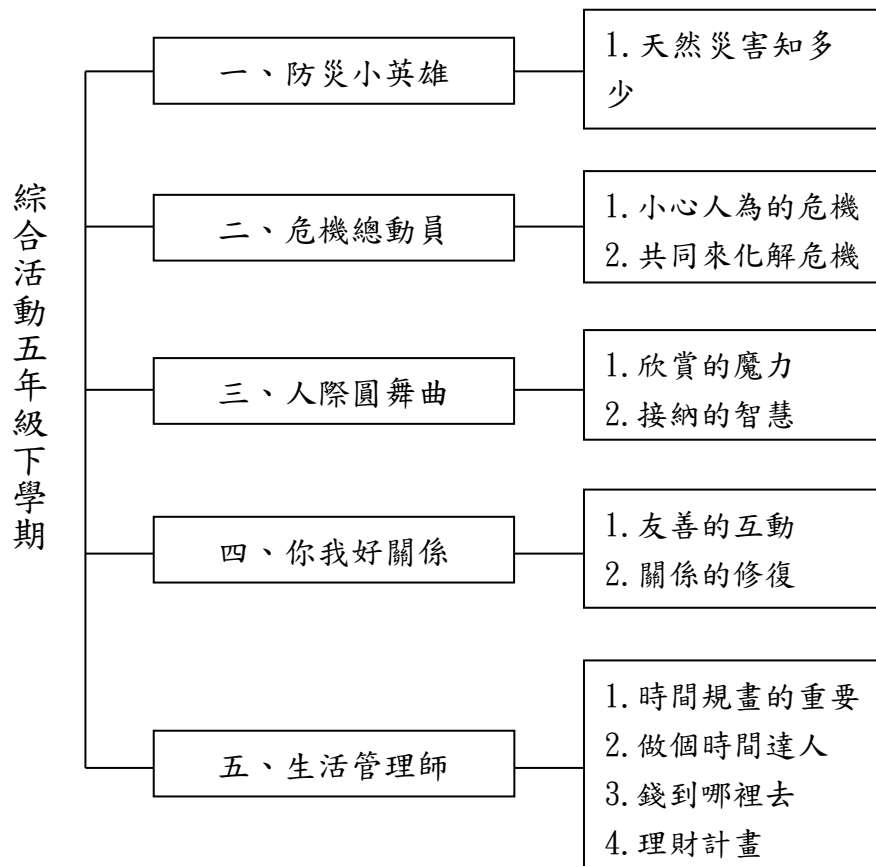 綜合活動五年級下學期
一、防災小英雄
1.天然災害知多
少
二、危機總動員
1.小心人為的危機
2.共同來化解危機
三、人際圓舞曲
1.欣賞的魔力
2.接納的智慧
四、你我好關係
1.友善的互動
2.關係的修復
五、生活管理師
1.時間規畫的重要
2.做個時間達人
3.錢到哪裡去
4.理財計畫